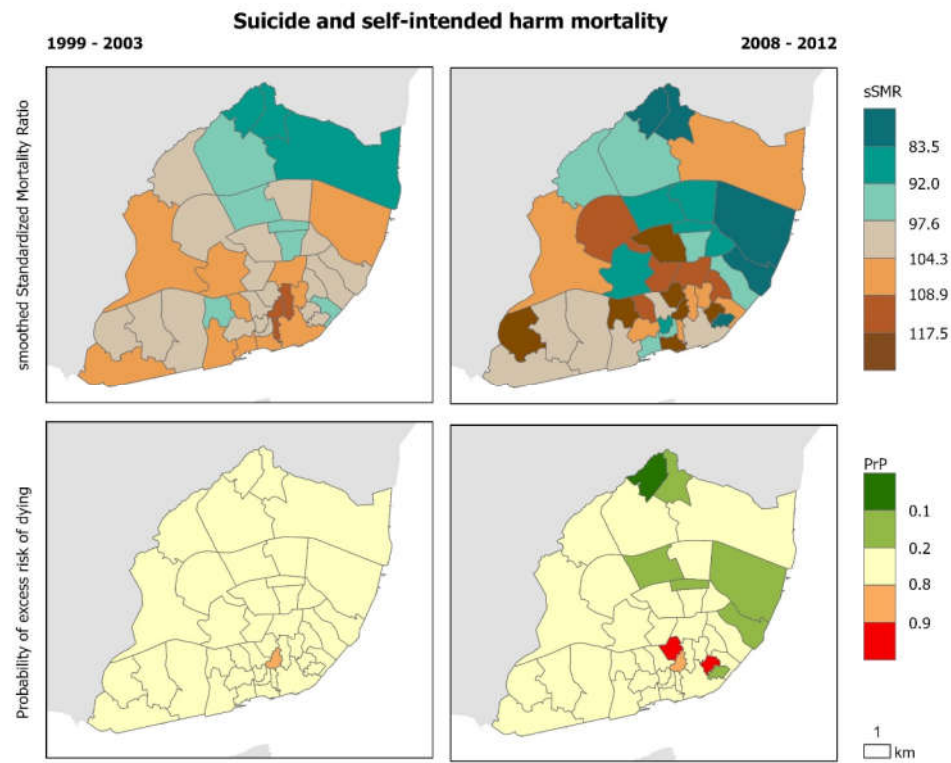 Suicide and self-intended harm mortality
1999 - 2003
2008 - 2012
smoothed Standardized Mortality Ratio
sSMR
83.5
92.0
97.6
104.3
108.9
117.5
Probability of excess risk of dying
PrP
0.1
0.2
0.8
0.9
1
km